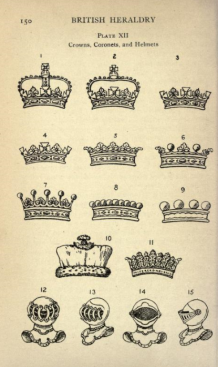 150 BRITISH HERALDRY
PLATE XII
Crowns, Coronets, and Helmets
1 2 3
4 5 6
7 8 9
10 11
12 13 14 15